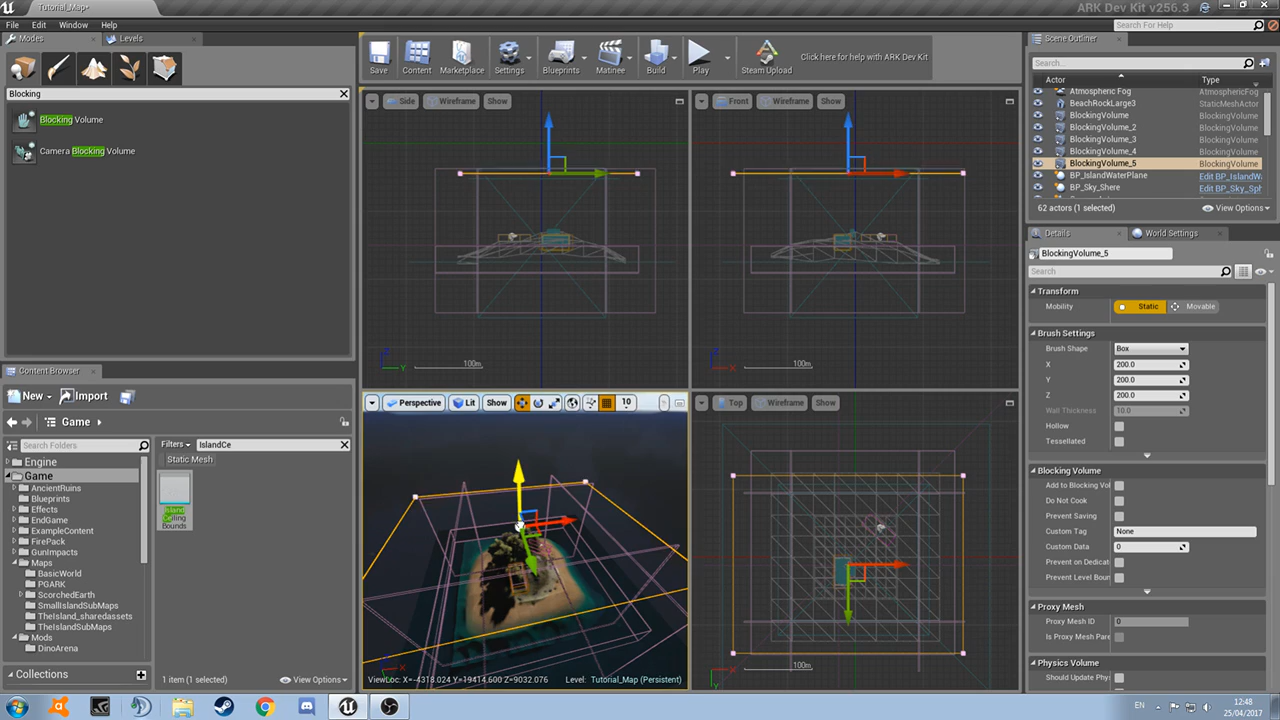 Tutorial_Map*
ARK Dev Kit v256.3
File Edit Window Help
Search For Help
Modes
Levels
Blocking
Blocking Volume
Camera Blocking Volume
Save
Content
Marketplace
Settings
Blueprints
Matinee
Build
Play
Steam Upload
Click here for help with ARK Dev Kit
Side Wireframe Show
Z
Y
100m
Front Wireframe Show
Z
X
100m
Perspective Lit Show
10
X
ViewLoc: X=-4318.024 Y=19414.600 Z=9032.076
Level: Tutorial_Map (Persistent)
Top Wireframe Show
X
100m
Scene Outliner
Search...
Actor Type
Atmospheric Fog AtmosphericFog
BeachRockLarge3 StaticMeshActor
BlockingVolume BlockingVolume
BlockingVolume_2 BlockingVolume
BlockingVolume_3 BlockingVolume
BlockingVolume_4 BlockingVolume
BlockingVolume_5 BlockingVolume
BP_IslandWaterPlane Edit BP_IslandWa
BP_Sky_Shere Edit BP_Sky_Sph
62 actors (1 selected)
View Options
Details
World Settings
BlockingVolume_5
Search
Transform
Mobility Static Movable
Brush Settings
Brush Shape Box
X 200.0
Y 200.0
Z 200.0
Wall Thickness 10.0
Hollow
Tessellated
Blocking Volume
Add to Blocking Vol
Do Not Cook
Prevent Saving
Custom Tag None
Custom Data 0
Prevent on Dedicat
Prevent Level Boun
Proxy Mesh
Proxy Mesh ID 0
Is Proxy Mesh Pare
Physics Volume
Should Update Phy
Content Browser
New
Import
Game
Search Folders
Engine
Game
AncientRuins
Blueprints
Effects
EndGame
ExampleContent
FirePack
GunImpacts
Maps
BasicWorld
PGARK
ScorchedEarth
SmallIslandSubMaps
TheIsland_sharedassets
TheIslandSubMaps
Mods
DinoArena
Collections
Filters
IslandCe
Static Mesh
Island
Ceiling
Bounds
1 item (1 selected)
View Options
EN
12:48
25/04/2017